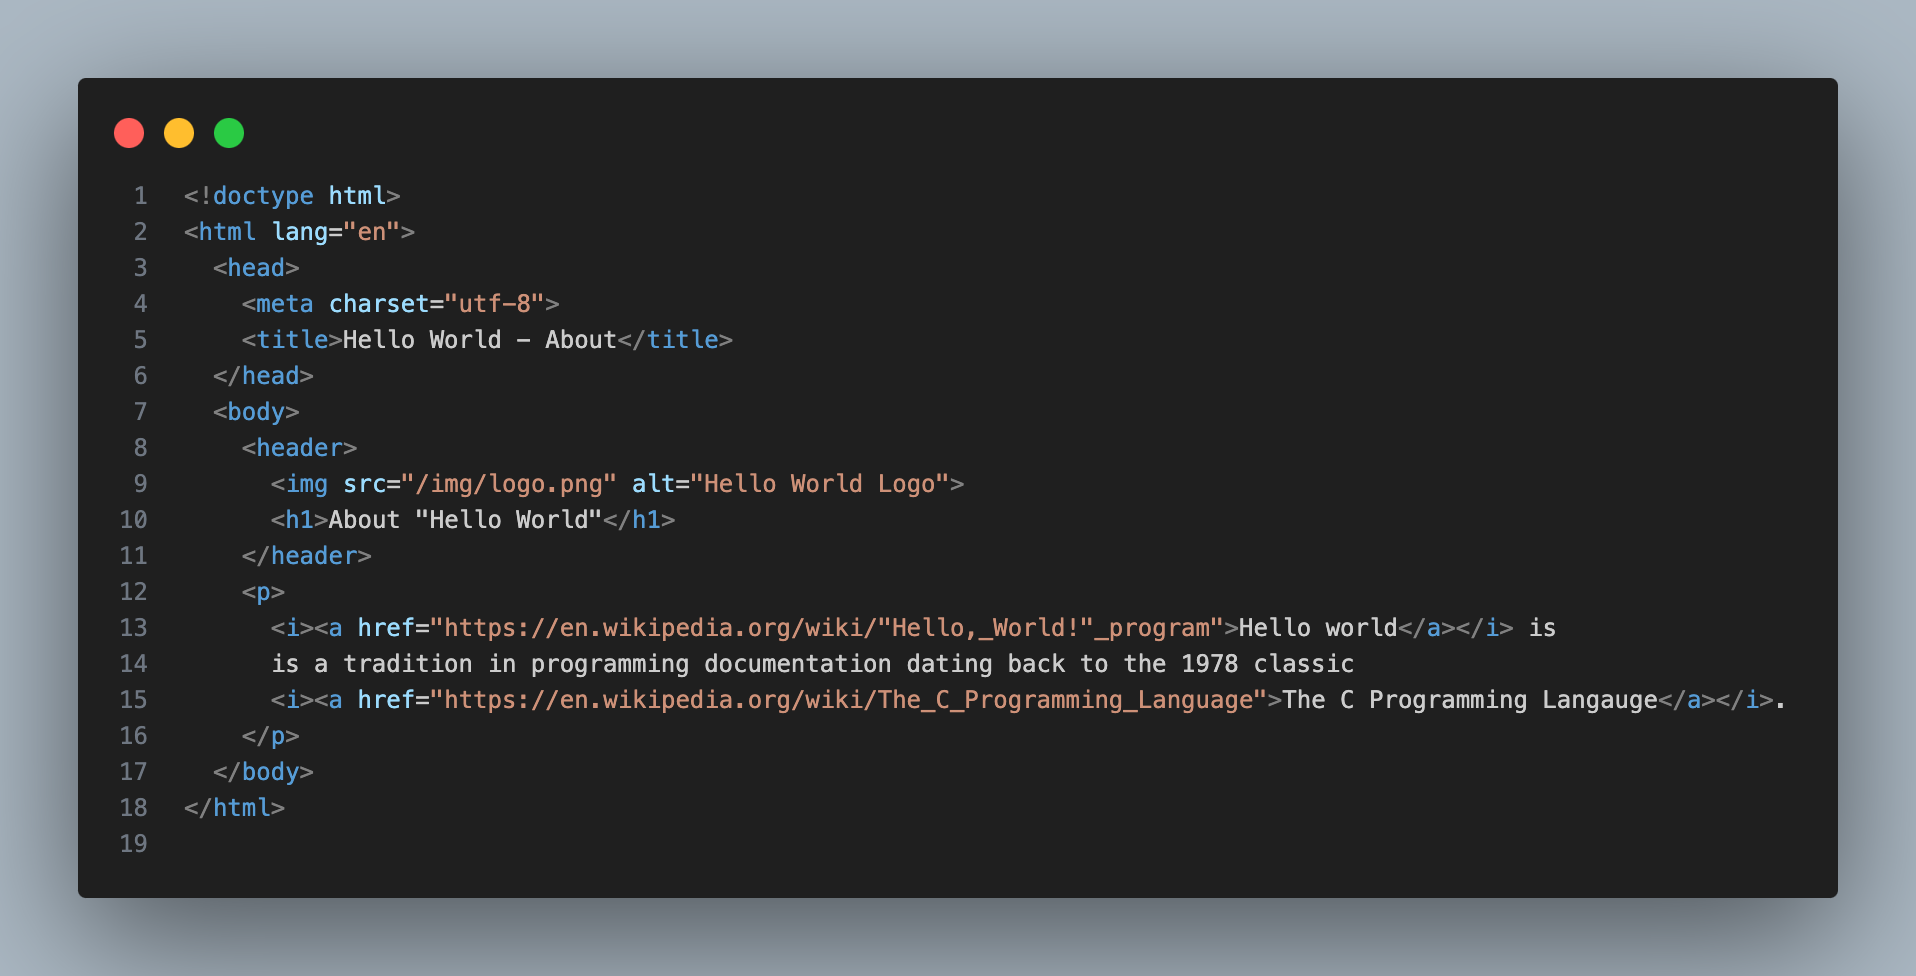 1 <!doctype html>
2 <html lang="en">
3   <head>
4     <meta charset="utf-8">
5     <title>Hello World - About</title>
6   </head>
7   <body>
8     <header>
9       <img src="/img/logo.png" alt="Hello World Logo">
10       <h1>About "Hello World"</h1>
11     </header>
12     <p>
13       <i><a href="https://en.wikipedia.org/wiki/"Hello,_World!"_program">Hello world</a></i> is
14       is a tradition in programming documentation dating back to the 1978 classic
15       <i><a href="https://en.wikipedia.org/wiki/The_C_Programming_Language">The C Programming Langauge</a></i>.
16     </p>
17   </body>
18 </html>
19